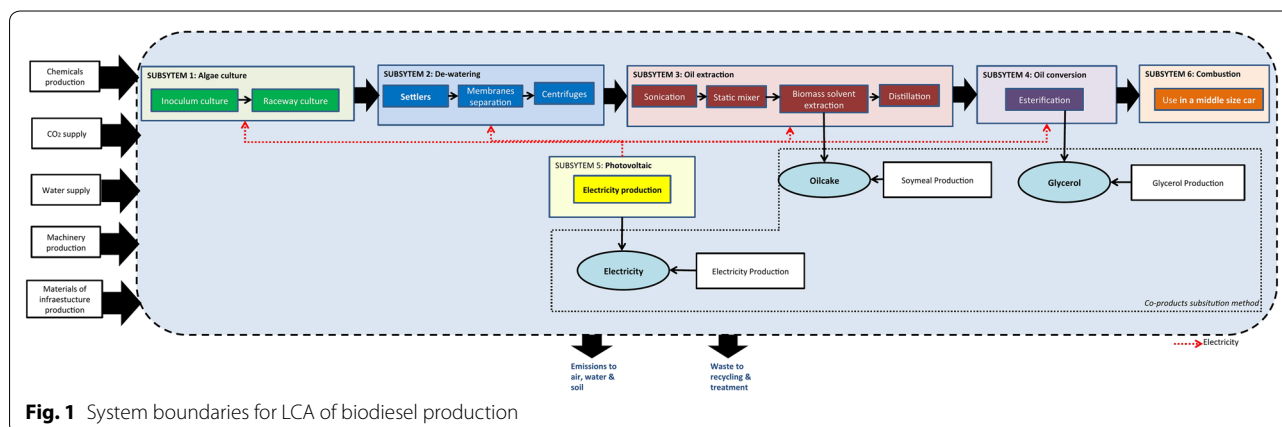 Chemicals
production
CO₂ supply
Water supply
Machinery
production
Materials of
infraestucture
production
SUBSYTEM 1: Algae culture
Inoculum culture
Raceway culture
SUBSYTEM 2: De-watering
Settlers
Membranes
separation
Centrifuges
SUBSYTEM 3: Oil extraction
Sonication
Static mixer
Biomass solvent
extraction
Distillation
SUBSYTEM 4: Oil conversion
Esterification
SUBSYTEM 6: Combustion
Use in a middle size car
SUBSYTEM 5: Photovoltaic
Electricity production
Oilcake
Soymeal Production
Glycerol
Glycerol Production
Electricity
Electricity Production
Co-products subsitution method
Electricity
Emissions to
air, water &
soil
Waste to
recycling &
treatment
Fig. 1 System boundaries for LCA of biodiesel production